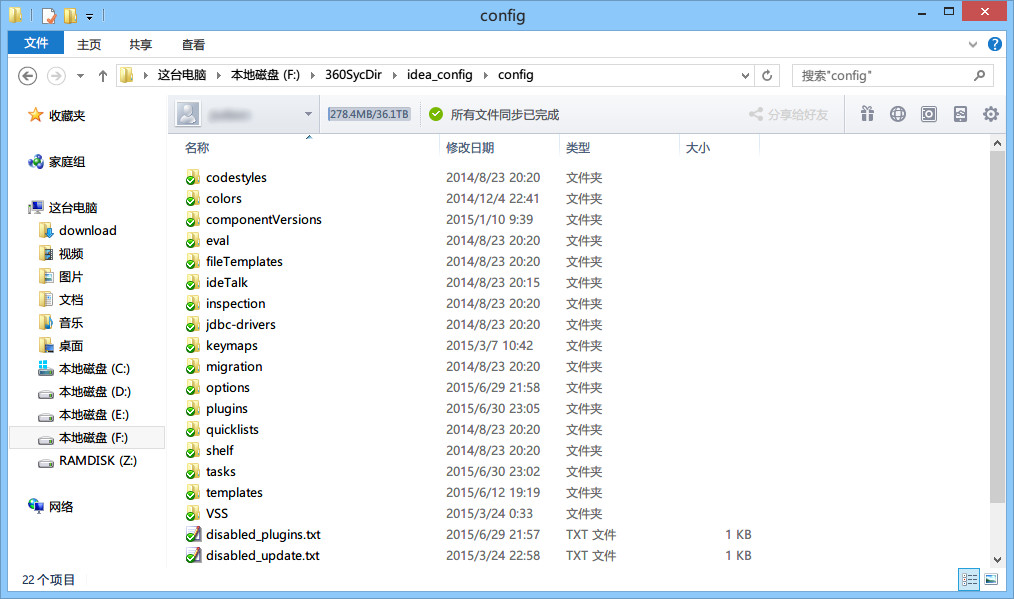 config
文件 主页 共享 查看
这台电脑 本地磁盘 (F:) 360SycDir idea_config config 搜索"config"
278.4MB/36.1TB 所有文件同步已完成 分享给好友
收藏夹
家庭组
这台电脑
download
视频
图片
文档
音乐
桌面
本地磁盘 (C:)
本地磁盘 (D:)
本地磁盘 (E:)
本地磁盘 (F:)
RAMDISK (Z:)
网络
名称 修改日期 类型 大小
codestyles 2014/8/23 20:20 文件夹
colors 2014/12/4 22:41 文件夹
componentVersions 2015/1/10 9:39 文件夹
eval 2014/8/23 20:20 文件夹
fileTemplates 2014/8/23 20:20 文件夹
ideTalk 2014/8/23 20:15 文件夹
inspection 2014/8/23 20:20 文件夹
jdbc-drivers 2014/8/23 20:20 文件夹
keymaps 2015/3/7 10:42 文件夹
migration 2014/8/23 20:20 文件夹
options 2015/6/29 21:58 文件夹
plugins 2015/6/30 23:05 文件夹
quicklists 2014/8/23 20:20 文件夹
shelf 2014/8/23 20:20 文件夹
tasks 2015/6/30 23:02 文件夹
templates 2015/6/12 19:19 文件夹
VSS 2015/3/24 0:33 文件夹
disabled_plugins.txt 2015/6/29 21:57 TXT 文件 1 KB
disabled_update.txt 2015/3/24 22:58 TXT 文件 1 KB
22 个项目